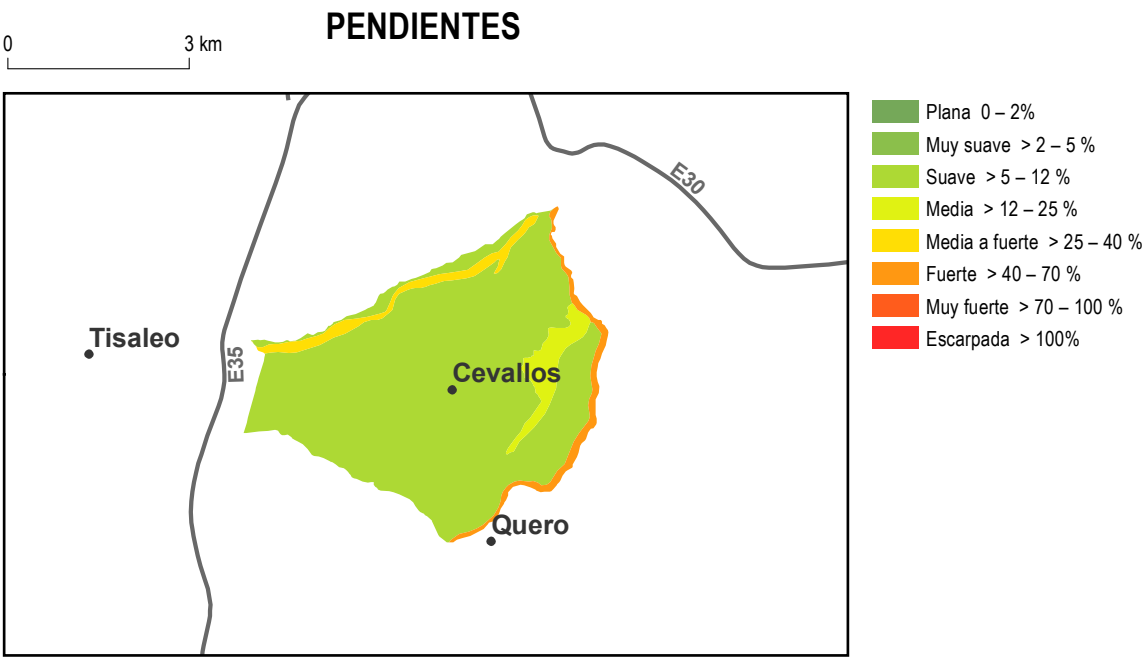 PENDIENTES
0 3 km
Plana 0 – 2%
Muy suave > 2 – 5 %
Suave > 5 – 12 %
Media > 12 – 25 %
Media a fuerte > 25 – 40 %
Fuerte > 40 – 70 %
Muy fuerte > 70 – 100 %
Escarpada > 100%
E30
Tisaleo
E35
Cevallos
Quero